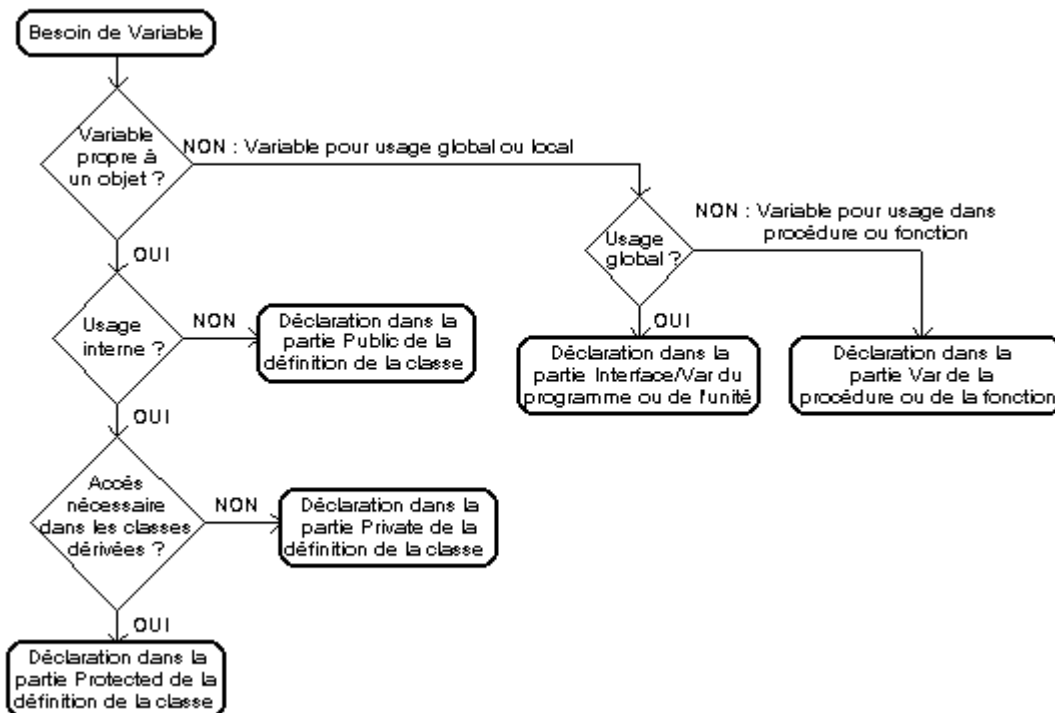 Besoin de Variable
Variable
propre à
un objet ?
NON : Variable pour usage global ou local
NON : Variable pour usage dans
procédure ou fonction
Usage
global ?
OUI
OUI
Usage
interne ?
NON
Déclaration dans la
partie Public de la
définition de la classe
Déclaration dans la
partie Interface/Var du
programme ou de l'unité
Déclaration dans la
partie Var de la
procédure ou de la fonction
OUI
Accès
nécessaire
dans les classes
dérivées ?
NON
Déclaration dans la
partie Private de la
définition de la classe
OUI
Déclaration dans la
partie Protected de la
définition de la classe